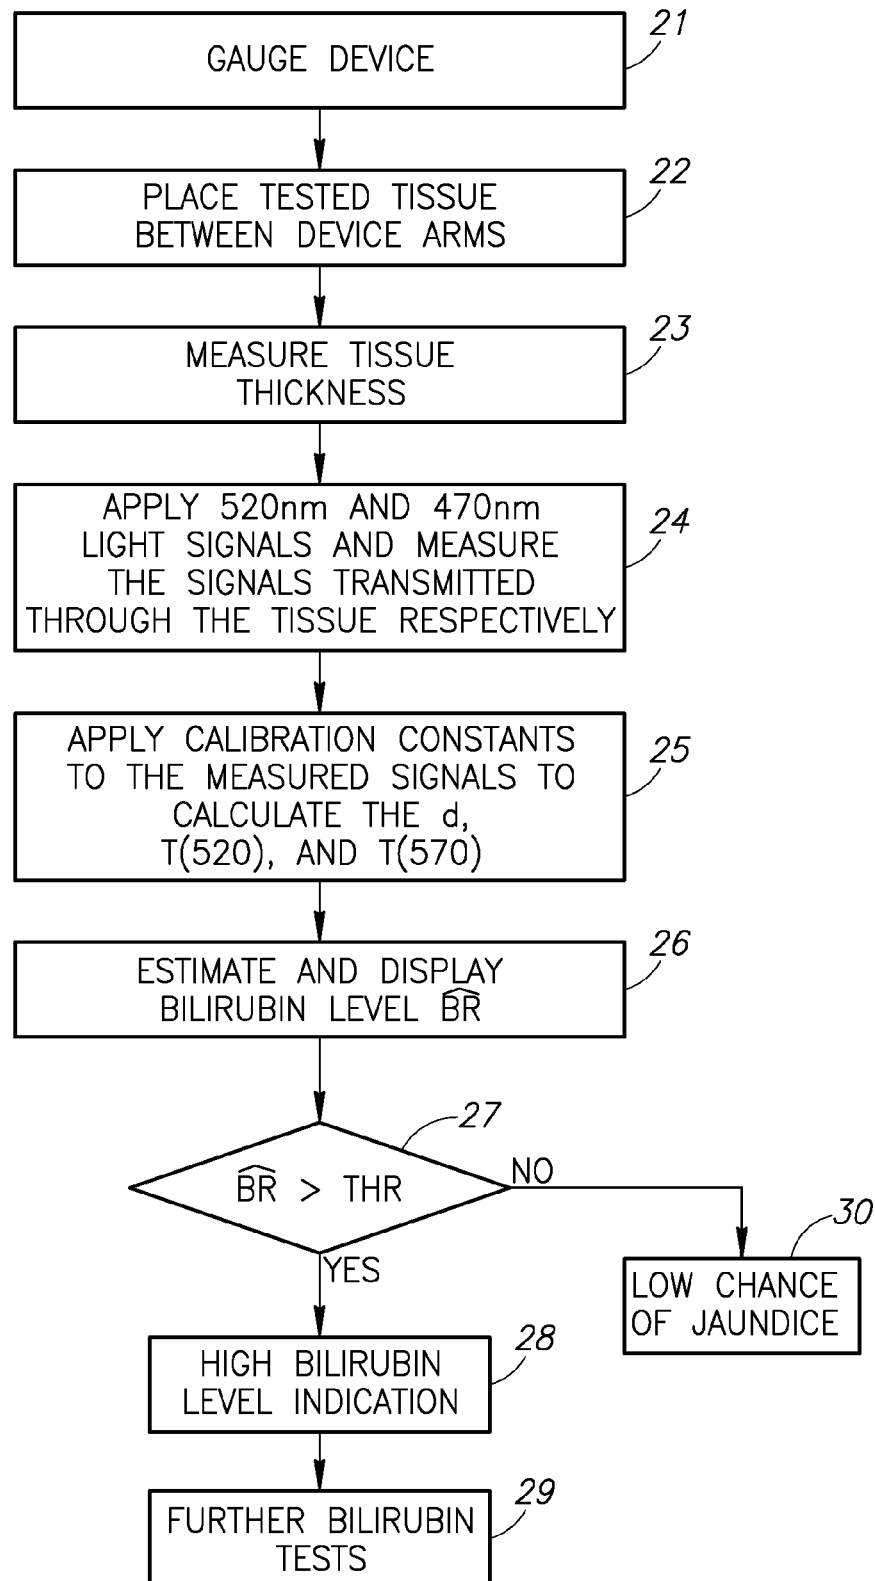 21
GAUGE DEVICE
22
PLACE TESTED TISSUE
BETWEEN DEVICE ARMS
23
MEASURE TISSUE
THICKNESS
24
APPLY 520nm AND 470nm
LIGHT SIGNALS AND MEASURE
THE SIGNALS TRANSMITTED
THROUGH THE TISSUE RESPECTIVELY
25
APPLY CALIBRATION CONSTANTS
TO THE MEASURED SIGNALS TO
CALCULATE THE d,
T(520), AND T(570)
26
ESTIMATE AND DISPLAY
BILIRUBIN LEVEL B͡R
27
B͡R > THR
NO
YES
30
LOW CHANCE
OF JAUNDICE
28
HIGH BILIRUBIN
LEVEL INDICATION
29
FURTHER BILIRUBIN
TESTS